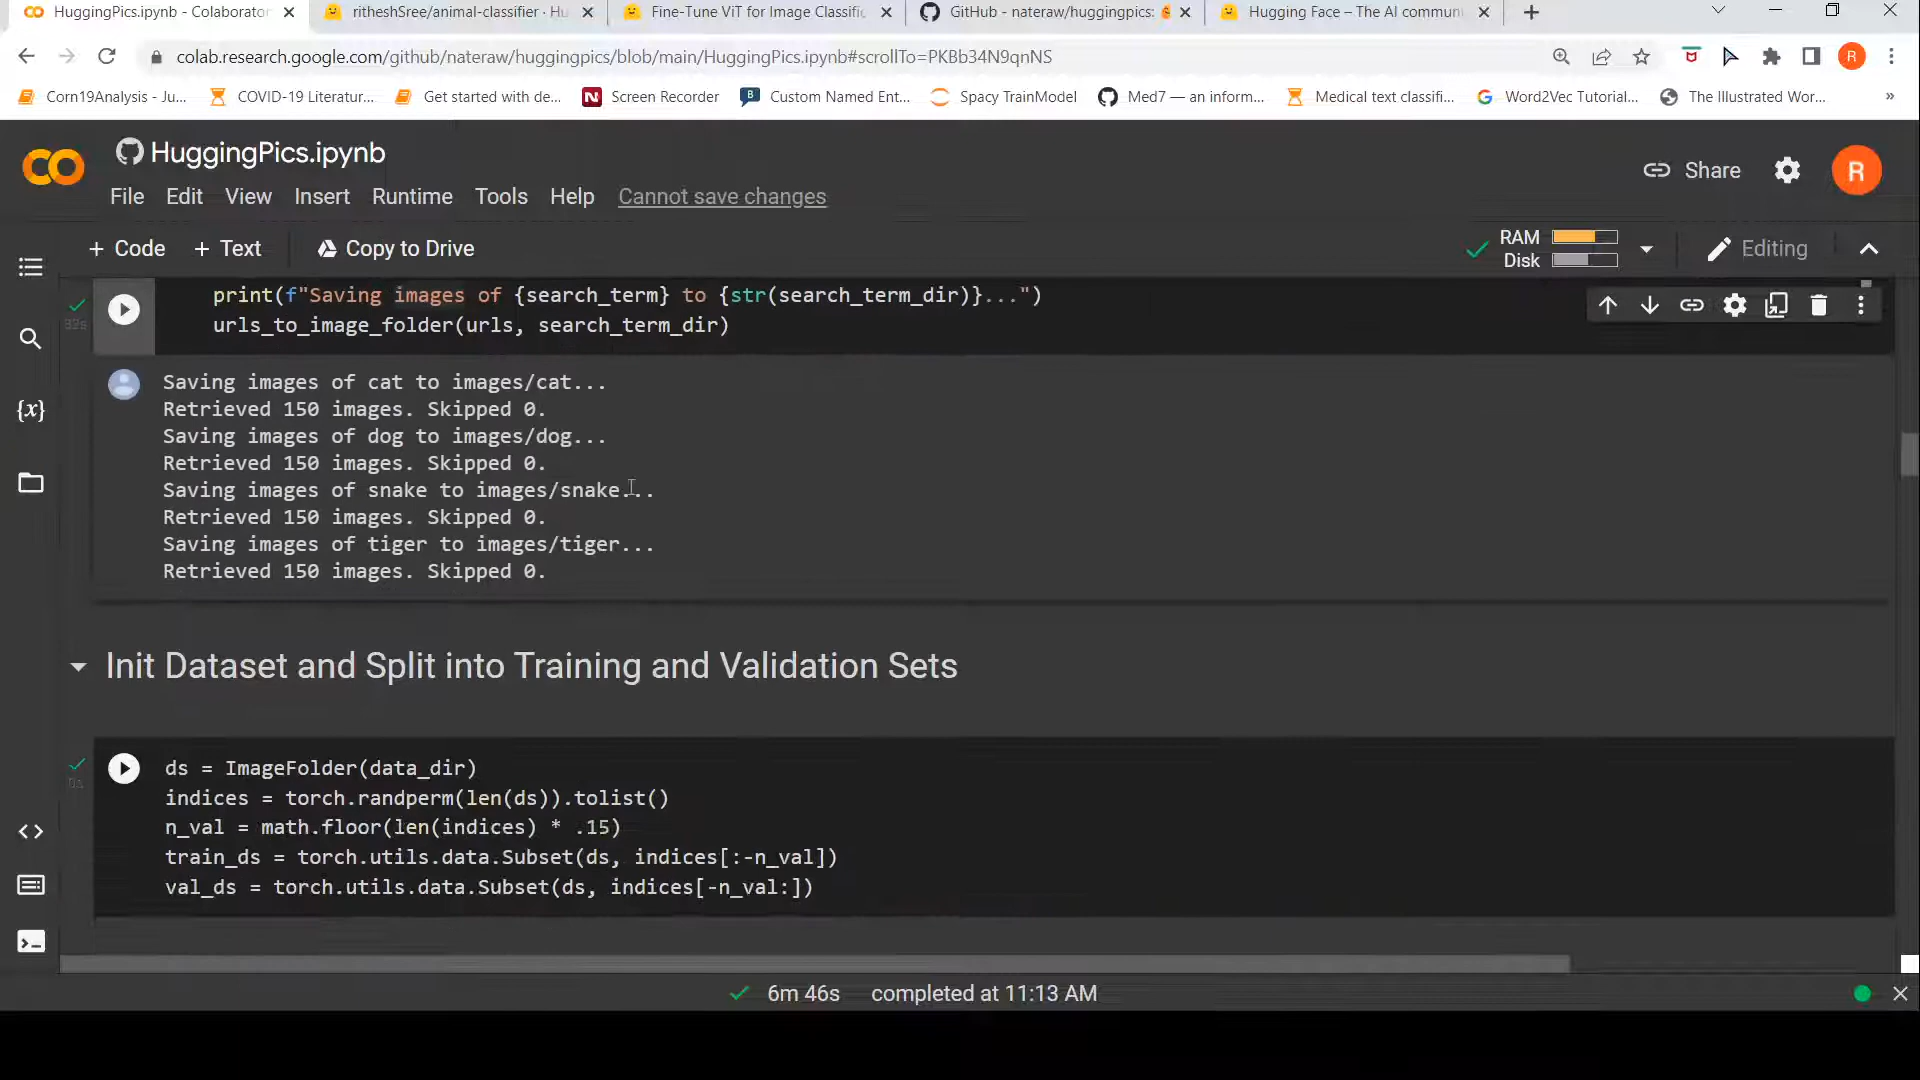 HuggingPics.ipynb - Colaborator
ritheshSree/animal-classifier · Hu
Fine-Tune ViT for Image Classific
GitHub - nateraw/huggingpics:
Hugging Face – The AI commun
colab.research.google.com/github/nateraw/huggingpics/blob/main/HuggingPics.ipynb#scrollTo=PKBb34N9qnNS
R
Corn19Analysis - Ju...
COVID-19 Literatur...
Get started with de...
Screen Recorder
Custom Named Ent...
Spacy TrainModel
Med7 — an inform...
Medical text classifi...
Word2Vec Tutorial...
The Illustrated Wor...
»
HuggingPics.ipynb
Share
R
File Edit View Insert Runtime Tools Help Cannot save changes
+ Code + Text Copy to Drive
RAM
Disk
Editing
print(f"Saving images of {search_term} to {str(search_term_dir)}...")
urls_to_image_folder(urls, search_term_dir)
32s
Saving images of cat to images/cat...
Retrieved 150 images. Skipped 0.
Saving images of dog to images/dog...
Retrieved 150 images. Skipped 0.
Saving images of snake to images/snake...
Retrieved 150 images. Skipped 0.
Saving images of tiger to images/tiger...
Retrieved 150 images. Skipped 0.
Init Dataset and Split into Training and Validation Sets
0s
ds = ImageFolder(data_dir)
indices = torch.randperm(len(ds)).tolist()
n_val = math.floor(len(indices) * .15)
train_ds = torch.utils.data.Subset(ds, indices[:-n_val])
val_ds = torch.utils.data.Subset(ds, indices[-n_val:])
6m 46s completed at 11:13 AM